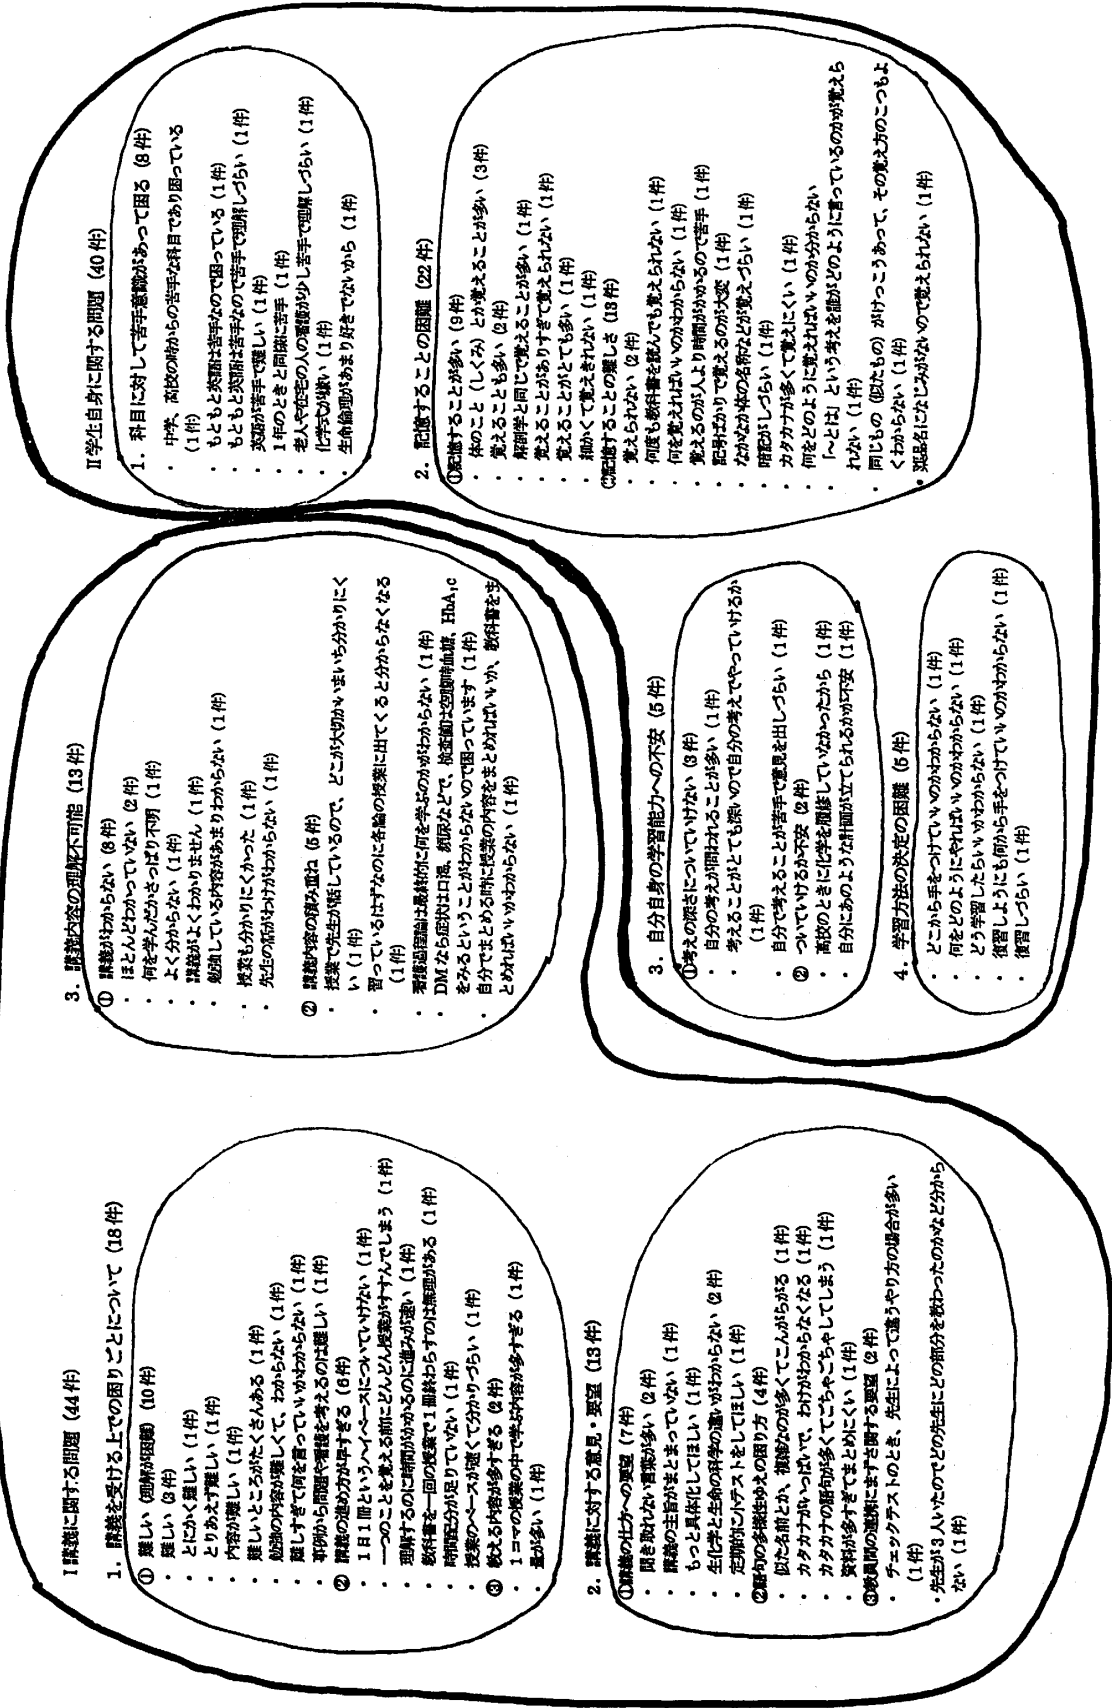 I 講義に関する問題（44件）
1．講義を受ける上での困りごとについて（18件）
① 難しい（理解が困難）（10件）
・難しい（3件）
・とにかく難しい（1件）
・とりあえず難しい（1件）
・内容が難しい（1件）
・難しいところがたくさんある（1件）
・勉強の内容が難しくて、わからない（1件）
・難しすぎて何を言っていいかわからない（1件）
・事例から問題や看護を考えるのは難しい（1件）
② 講義の進め方が早すぎる（6件）
・1日1冊というハイペースについていけない（1件）
・一つのことを覚える前にどんどん授業がすすんでしまう（1件）
・理解するのに時間がかかるのに進みが速い（1件）
・教科書を一回の授業で1冊終わらすのは無理がある（1件）
・時間配分が足りていない（1件）
・授業のペースが速くて分かりづらい（1件）
③ 教える内容が多すぎる（2件）
・1コマの授業の中で学ぶ内容が多すぎる（1件）
・量が多い（1件）
2．講義に対する意見・要望（13件）
①講義の仕方への要望（7件）
・聞き取れない言葉が多い（2件）
・講義の主旨がまとまっていない（1件）
・もっと具体化してほしい（1件）
・生化学と生命の科学の違いがわからない（2件）
・定期的に小テストをしてほしい（1件）
②語句の多様性ゆえの困り方（4件）
・似た名前とか、複雑なのが多くてこんがらがる（1件）
・カタカナがいっぱいで、わけがわからなくなる（1件）
・カタカナの語句が多くてごちゃごちゃしてしまう（1件）
・資料が多すぎてまとめにくい（1件）
③教員間の連携にまずさ関する要望（2件）
・チェックテストのとき、先生によって違うやり方の場合が多い
（1件）
・先生が3人いたのでどの先生にどの部分を教わったのかなど分から
ない（1件）
3．講義内容の理解不可能（13件）
① 講義がわからない（8件）
・ほとんどわかっていない（2件）
・何を学んだかさっぱり不明（1件）
・よく分からない（1件）
・講義がよくわかりません（1件）
・勉強している内容があまりわからない（1件）
・授業も分かりにくかった（1件）
・先生の話がわけがわからない（1件）
② 講義内容の積み重ね（5件）
・授業で先生が話しているので、どこが大切かいまいち分かりにく
い（1件）
・習っているはずなのに各論の授業に出てくると分からなくなる
（1件）
・看護過程論は最終的に何を学ぶのかがわからない（1件）
・DMなら症状は口渇、頻尿などで、検査値は空腹時血糖、HbA1c
をみるということがわからないので困っています（1件）
・自分でまとめる時に授業の内容をまとめればいいか、教科書をま
とめればいいかわからない（1件）
II 学生自身に関する問題（40件）
1．科目に対して苦手意識があって困る（8件）
・中学、高校の時からの苦手な科目であり困っている
（1件）
・もともと英語は苦手なので困っている（1件）
・もともと英語は苦手なので苦手で理解しづらい（1件）
・英語が苦手で難しい（1件）
・1年のときと同様に苦手（1件）
・老人や在宅の人の看護が少し苦手で理解しづらい（1件）
・化学式が嫌い（1件）
・生命倫理があまり好きでないから（1件）
2．記憶することの困難（22件）
①記憶することが多い（9件）
・体のこと（しくみ）とか覚えることが多い（3件）
・覚えることも多い（2件）
・解剖学と同じで覚えることが多い（1件）
・覚えることがありすぎて覚えられない（1件）
・覚えることがとても多い（1件）
・細かくて覚えきれない（1件）
②記憶することの難しさ（13件）
・覚えられない（2件）
・何度も教科書を読んでも覚えられない（1件）
・何を覚えればいいのかわからない（1件）
・覚えるのが人より時間がかかるので苦手（1件）
・記号ばかりで覚えるのが大変（1件）
・なかなか体の名称などが覚えづらい（1件）
・暗記がしづらい（1件）
・カタカナが多くて覚えにくい（1件）
・何をどのように覚えればいいのか分からない
・「～とは」という考えを誰がどのように言っているのかが覚えら
れない（1件）
・同じもの（似たもの）がけっこうあって、その覚え方のこつもよ
くわからない（1件）
・薬品名になじみがないので覚えられない（1件）
3．自分自身の学習能力への不安（5件）
①考えの深さについていけない（3件）
・自分の考えが問われることが多い（1件）
・考えることがとても深いので自分の考えでやっていけるか
（1件）
・自分で考えることが苦手で意見を出しづらい（1件）
② ついていけるか不安（2件）
・高校のときに化学を履修していなかったから（1件）
・自分にあのような計画が立てられるかが不安（1件）
4．学習方法の決定の困難（5件）
・どこから手をつけていいのかわからない（1件）
・何をどのようにやればいいのかわからない（1件）
・どう学習したらいいかわからない（1件）
・復習しようにも何から手をつけていいのかわからない（1件）
・復習しづらい（1件）